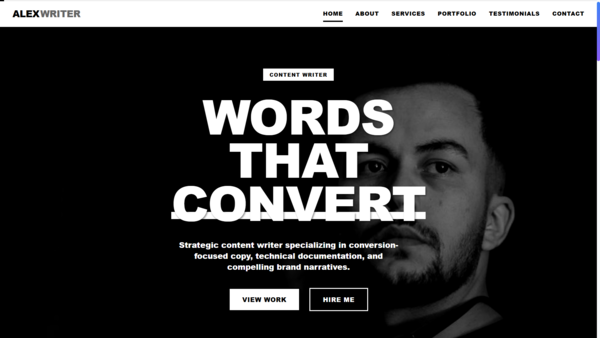 ALEXWRITER
HOME ABOUT SERVICES PORTFOLIO TESTIMONIALS CONTACT
CONTENT WRITER
WORDS
THAT
CONVERT
Strategic content writer specializing in conversion-
focused copy, technical documentation, and
compelling brand narratives.
VIEW WORK HIRE ME